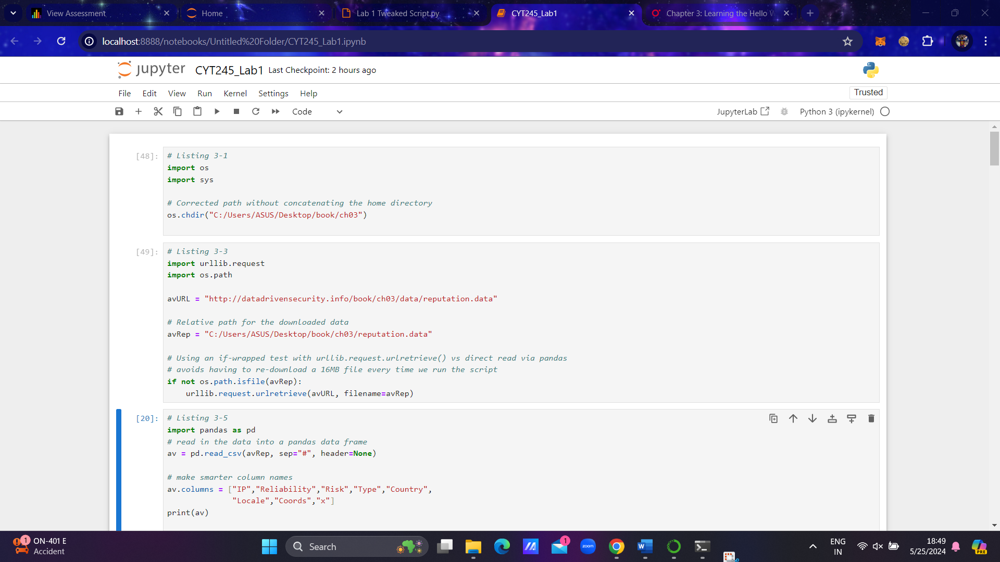 View Assessment
Home
Lab 1 Tweaked Script.py
CYT245_Lab1
Chapter 3: Learning the Hello W
localhost:8888/notebooks/Untitled%20Folder/CYT245_Lab1.ipynb
jupyter CYT245_Lab1 Last Checkpoint: 2 hours ago
File Edit View Run Kernel Settings Help
Trusted
Code
JupyterLab
Python 3 (ipykernel)
[48]:
# Listing 3-1
import os
import sys
# Corrected path without concatenating the home directory
os.chdir("C:/Users/ASUS/Desktop/book/ch03")
[49]:
# Listing 3-3
import urllib.request
import os.path
avURL = "http://datadrivensecurity.info/book/ch03/data/reputation.data"
# Relative path for the downloaded data
avRep = "C:/Users/ASUS/Desktop/book/ch03/reputation.data"
# Using an if-wrapped test with urllib.request.urlretrieve() vs direct read via pandas
# avoids having to re-download a 16MB file every time we run the script
if not os.path.isfile(avRep):
    urllib.request.urlretrieve(avURL, filename=avRep)
[20]:
# Listing 3-5
import pandas as pd
# read in the data into a pandas data frame
av = pd.read_csv(avRep, sep="#", header=None)
# make smarter column names
av.columns = ["IP","Reliability","Risk","Type","Country",
              "Locale","Coords","x"]
print(av)
1
ON-401 E
Accident
Search
1
zoom
W
ENG
IN
18:49
5/25/2024
PRE